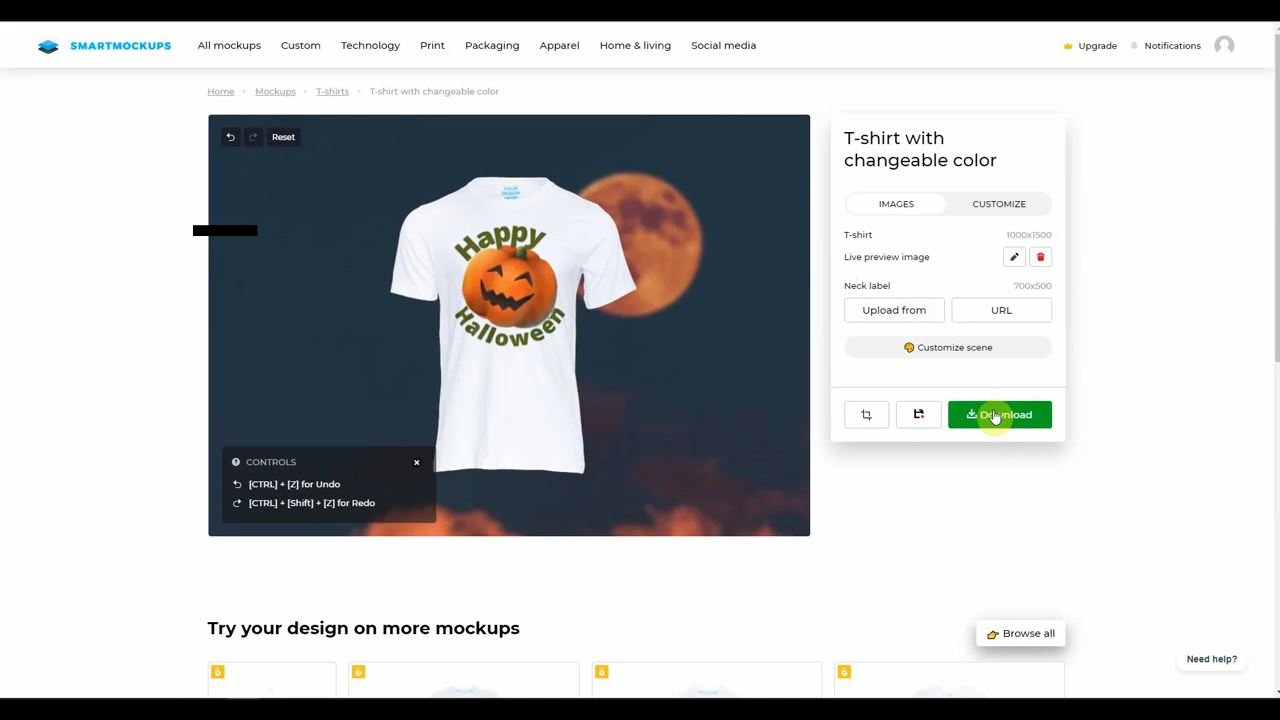 SMARTMOCKUPS All mockups Custom Technology Print Packaging Apparel Home & living Social media Upgrade Notifications
Home Mockups T-shirts T-shirt with changeable color
Reset
YOUR DESIGN
Happy
Halloween
CONTROLS
[CTRL] + [Z] for Undo
[CTRL] + [Shift] + [Z] for Redo
T-shirt with
changeable color
IMAGES CUSTOMIZE
T-shirt 1000x1500
Live preview image
Neck label 700x500
Upload from URL
Customize scene
Download
Try your design on more mockups
Browse all
Need help?